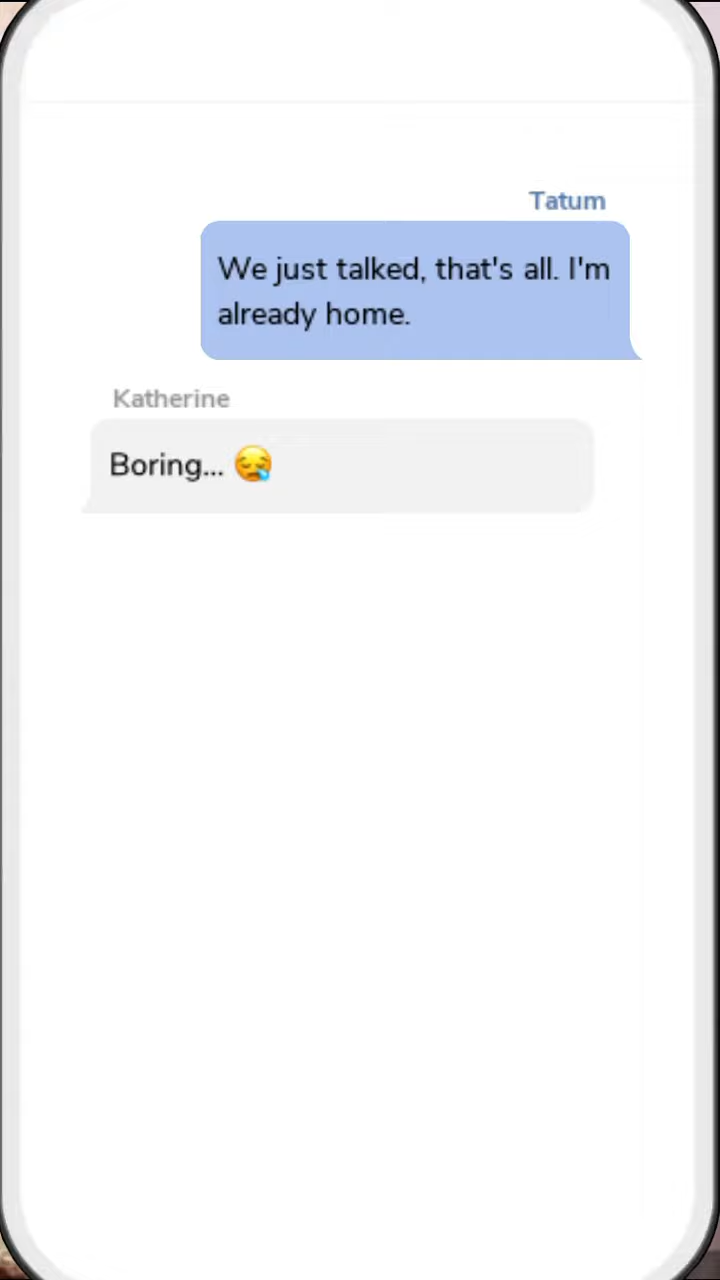 Tatum
We just talked, that's all. I'm
already home.
Katherine
Boring... 😪